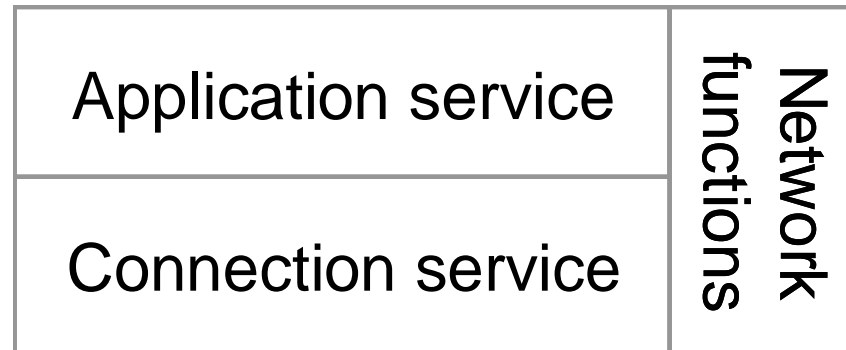 Application service
Connection service
Network
functions